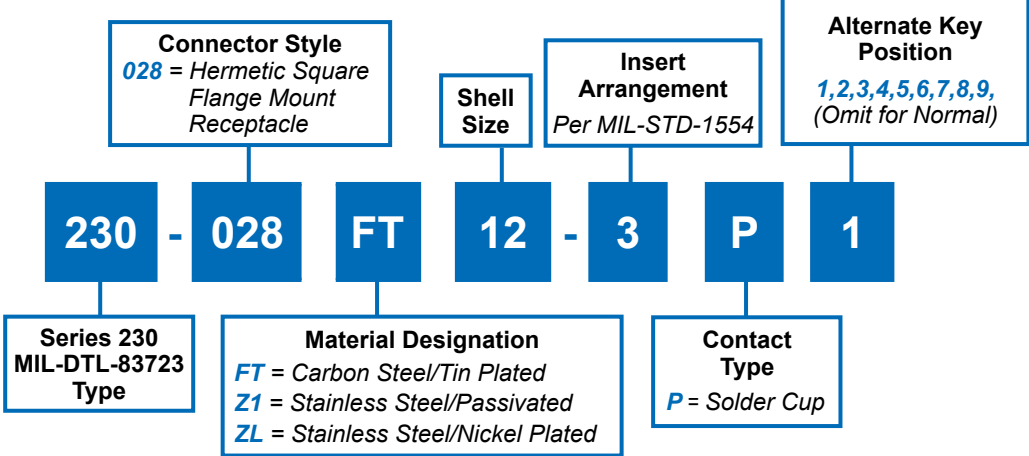 Connector Style
028 = Hermetic Square
Flange Mount
Receptacle
Shell
Size
Insert
Arrangement
Per MIL-STD-1554
Alternate Key
Position
1,2,3,4,5,6,7,8,9,
(Omit for Normal)
230 - 028 FT 12 - 3 P 1
Series 230
MIL-DTL-83723
Type
Material Designation
FT = Carbon Steel/Tin Plated
Z1 = Stainless Steel/Passivated
ZL = Stainless Steel/Nickel Plated
Contact
Type
P = Solder Cup